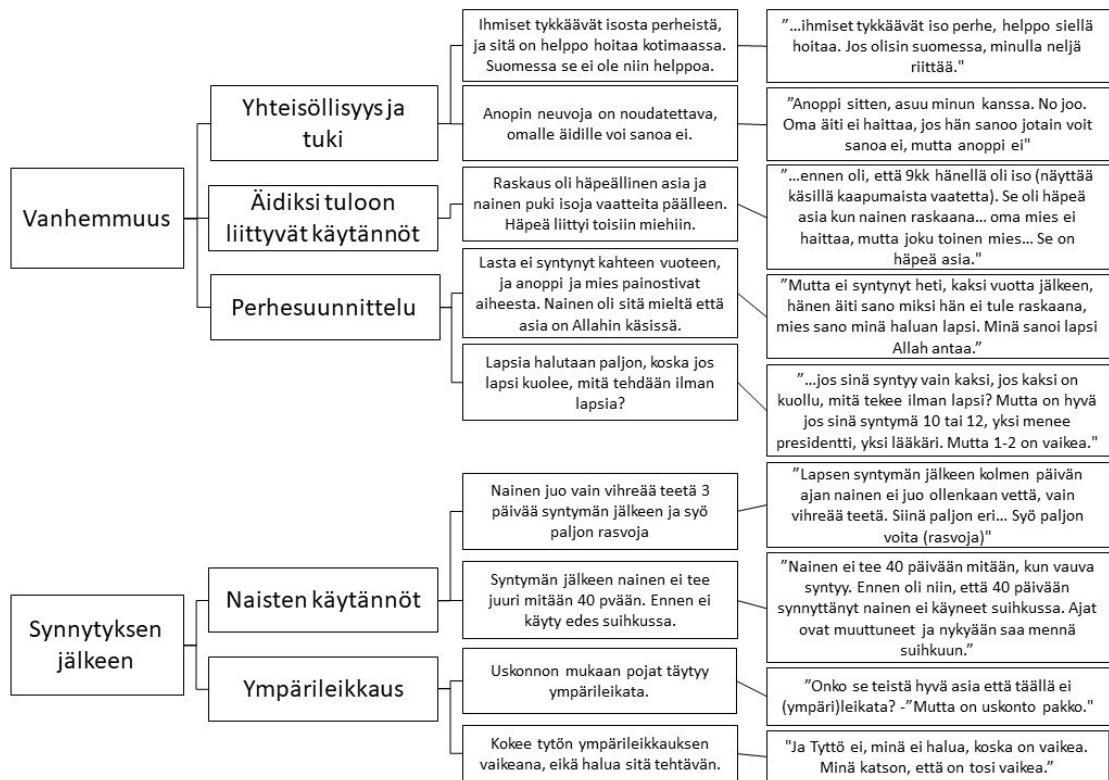 Vanhemmuus
Yhteisöllisyys ja
tuki
Ihmiset tykkäävät isosta perheistä,
ja sitä on helppo hoitaa kotimaassa.
Suomessa se ei ole niin helppoa.
”…ihmiset tykkäävät iso perhe, helppo siellä
hoitaa. Jos olisin suomessa, minulla neljä
riittää."
Anopin neuvoja on noudatettava,
omalle äidille voi sanoa ei.
”Anoppi sitten, asuu minun kanssa. No joo.
Oma äiti ei haittaa, jos hän sanoo jotain voit
sanoa ei, mutta anoppi ei"
Äidiksi tuloon
liittyvät käytännöt
Raskaus oli häpeällinen asia ja
nainen puki isoja vaatteita päälleen.
Häpeä liittyi toisiin miehiin.
”…ennen oli, että 9kk hänellä oli iso (näyttää
käsillä kaapumaista vaatetta). Se oli häpeä
asia kun nainen raskaana… oma mies ei
haittaa, mutta joku toinen mies… Se on
häpeä asia."
Perhesuunnittelu
Lasta ei syntynyt kahteen vuoteen,
ja anoppi ja mies painostivat
aiheesta. Nainen oli sitä mieltä että
asia on Allahin käsissä.
”Mutta ei syntynyt heti, kaksi vuotta jälkeen,
hänen äiti sano miksi hän ei tule raskaana,
mies sano minä haluan lapsi. Minä sanoi lapsi
Allah antaa.”
Lapsia halutaan paljon, koska jos
lapsi kuolee, mitä tehdään ilman
lapsia?
”…jos sinä syntyy vain kaksi, jos kaksi on
kuollu, mitä tekee ilman lapsi? Mutta on hyvä
jos sinä syntymä 10 tai 12, yksi menee
presidentti, yksi lääkäri. Mutta 1-2 on vaikea."
Synnytyksen
jälkeen
Naisten käytännöt
Nainen juo vain vihreää teetä 3
päivää syntymän jälkeen ja syö
paljon rasvoja
”Lapsen syntymän jälkeen kolmen päivän
ajan nainen ei juo ollenkaan vettä, vain
vihreää teetä. Siinä paljon eri… Syö paljon
voita (rasvoja)"
Syntymän jälkeen nainen ei tee
juuri mitään 40 pvään. Ennen ei
käyty edes suihkussa.
”Nainen ei tee 40 päivään mitään, kun vauva
syntyy. Ennen oli niin, että 40 päivään
synnyttänyt nainen ei käyneet suihkussa. Ajat
ovat muuttuneet ja nykyään saa mennä
suihkuun.”
Ympärileikkaus
Uskonnon mukaan pojat täytyy
ympärileikata.
”Onko se teistä hyvä asia että täällä ei
(ympäri)leikata? -”Mutta on uskonto pakko."
Kokee tytön ympärileikkauksen
vaikeana, eikä halua sitä tehtävän.
"Ja Tyttö ei, minä ei halua, koska on vaikea.
Minä katson, että on tosi vaikea.”